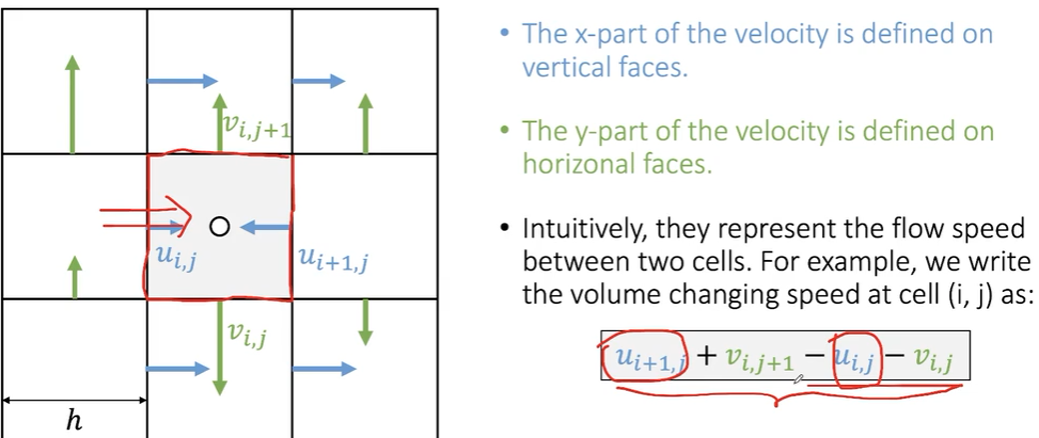 v_{i,j+1}
u_{i,j}
u_{i+1,j}
v_{i,j}
h
• The x-part of the velocity is defined on
vertical faces.
• The y-part of the velocity is defined on
horizonal faces.
• Intuitively, they represent the flow speed
between two cells. For example, we write
the volume changing speed at cell (i, j) as:
u_{i+1,j} + v_{i,j+1} − u_{i,j} − v_{i,j}